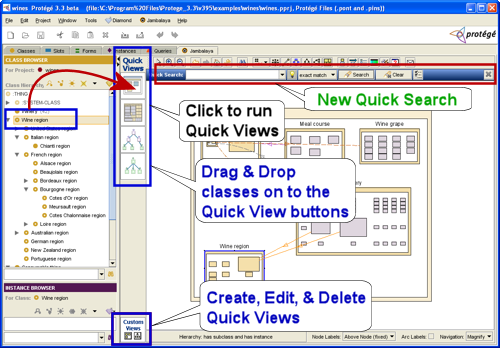 wines Protégé 3.3 beta (file:\C:\Program%20Files\Protege_3.3\rx395\examples\wines\wines.pprj, Protégé Files (.pont and .pins))
File Edit Project Window Tools Diamond Jambalaya Help
protégé
Classes Slots Forms Instances Queries Jambalaya
CLASS BROWSER
For Project: wines
Class Hierarchy
THING
SYSTEM-CLASS
Wine region
Italian region
Chianti region
French region
Alsace region
Beaujolais region
Bordeaux region
Bourgogne region
Cotes d'Or region
Meursault region
Cotes Chalonnaise region
Loire region
Australian region
German region
New Zealand region
Portuguese region
INSTANCE BROWSER
For Class: Wine region
Quick
Views
Custom
Views
Quick Search:
exact match
Search
Clear
New Quick Search
Click to run
Quick Views
Meal course
Wine grape
Drag & Drop
classes on to the
Quick View buttons
Wine region
Create, Edit, & Delete
Quick Views
Hierarchy: has subclass and has instance
Node Labels: Above Node (fixed)
Arc Labels:
Navigation: Magnify